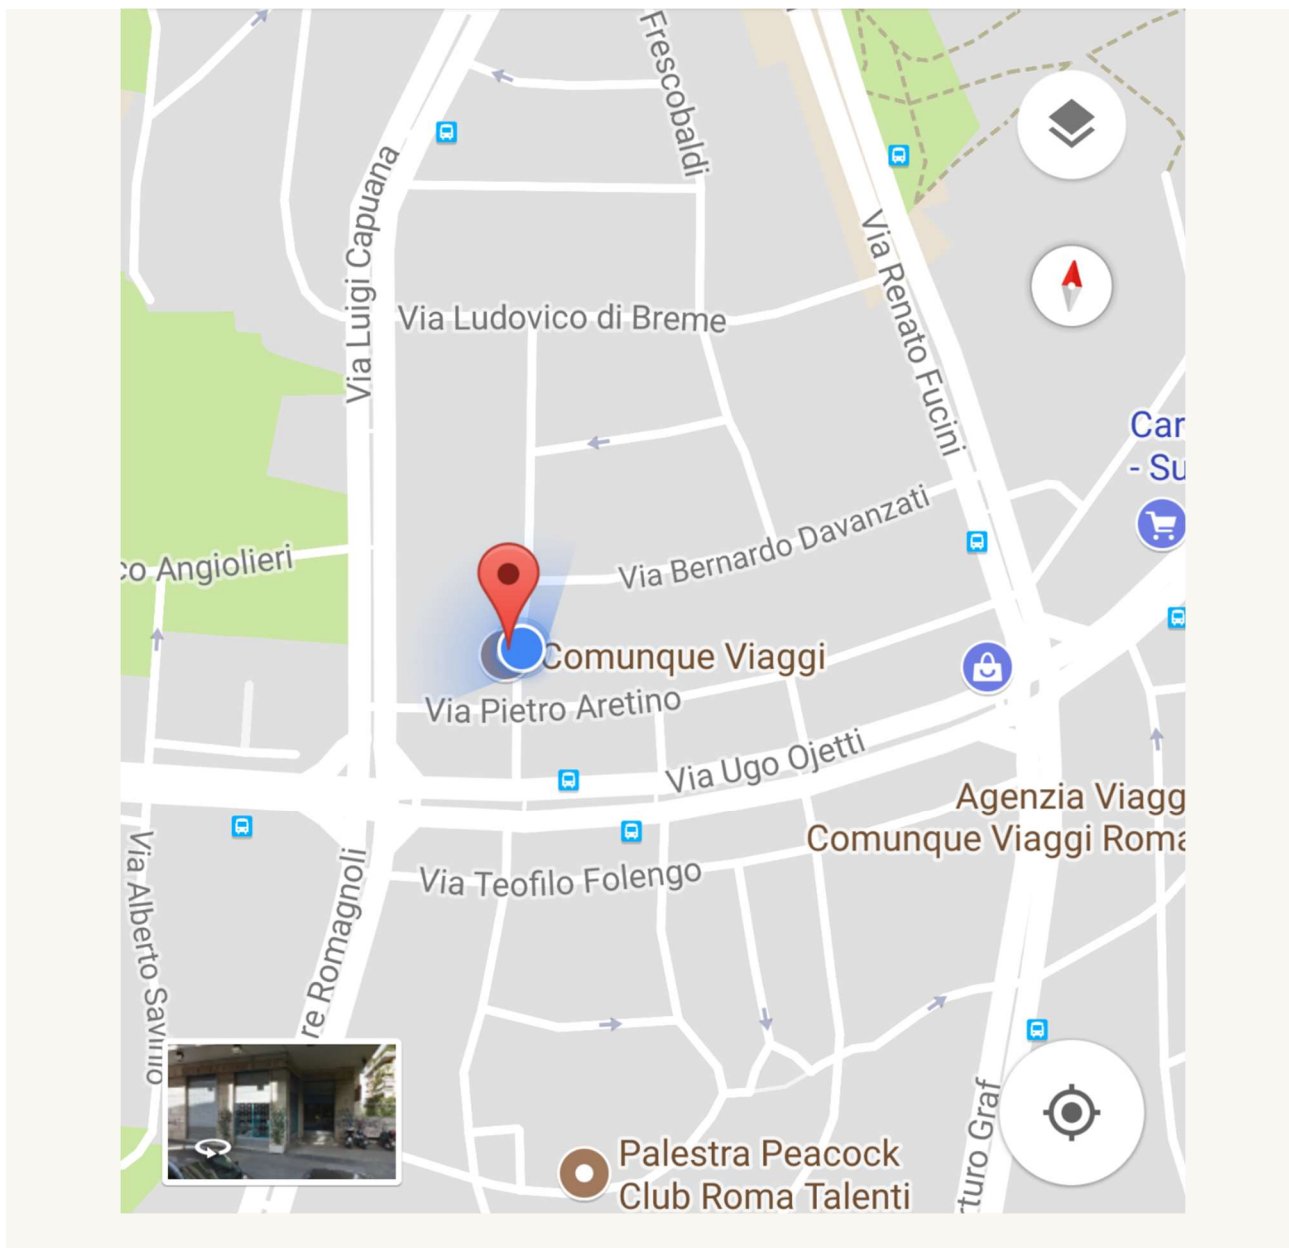 Frescobaldi
Via Luigi Capuana
Via Renato Fucini
Via Ludovico di Breme
Car
- Su
Via Bernardo Davanzati
co Angiolieri
Comunque Viaggi
Via Pietro Aretino
Via Ugo Ojetti
Agenzia Viagg
Comunque Viaggi Roma
Via Alberto Savinio
re Romagnoli
Via Teofilo Folengo
rturo Graf
Palestra Peacock
Club Roma Talenti